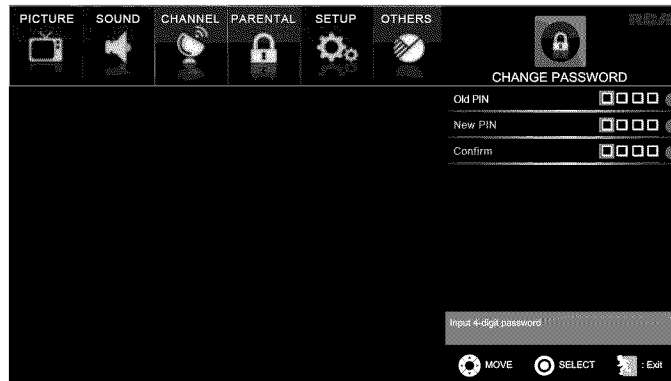 PICTURE SOUND CHANNEL PARENTAL SETUP OTHERS
RCA
CHANGE PASSWORD
Old PIN
New PIN
Confirm
Input 4-digit password
MOVE SELECT : Exit